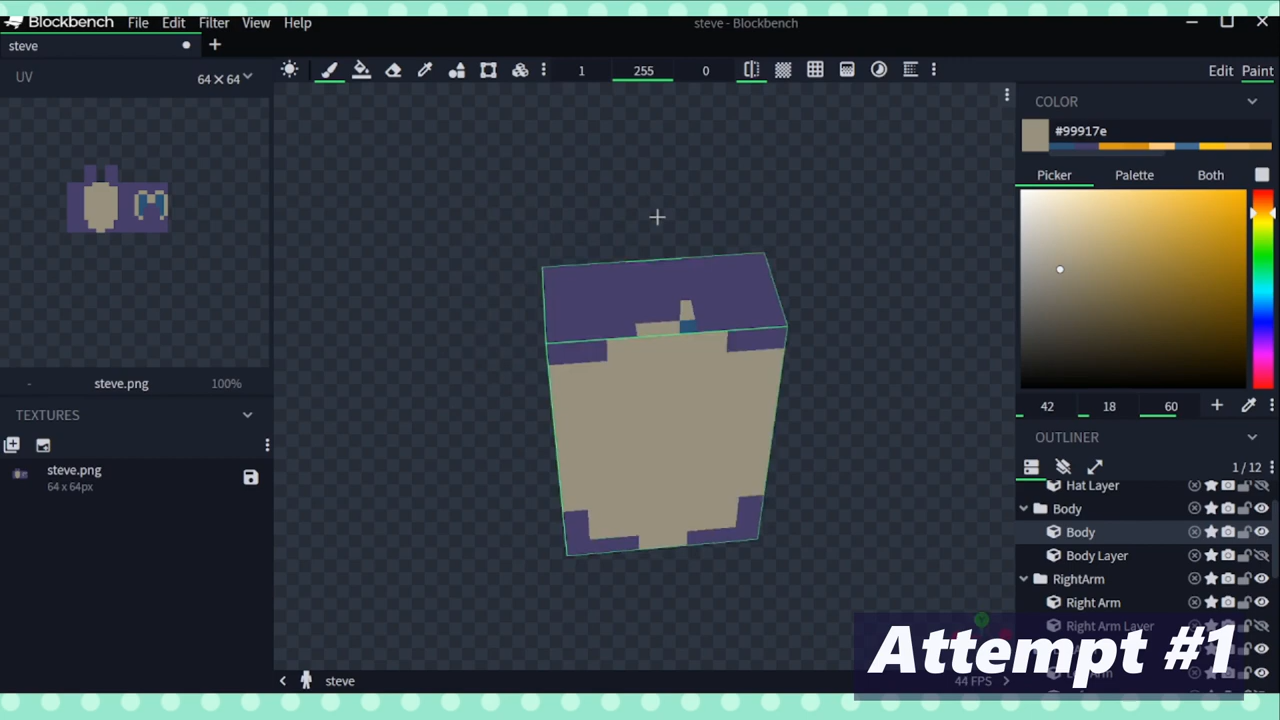 Blockbench File Edit Filter View Help
steve - Blockbench
steve
UV
64 × 64
1 255 0
Edit Paint
COLOR
#99917e
Picker Palette Both
steve.png 100%
42 18 60
TEXTURES
OUTLINER
1 / 12
steve.png
64 x 64px
Hat Layer
Body
Body
Body Layer
RightArm
Right Arm
Right Arm Layer
Attempt #1
steve
44 FPS